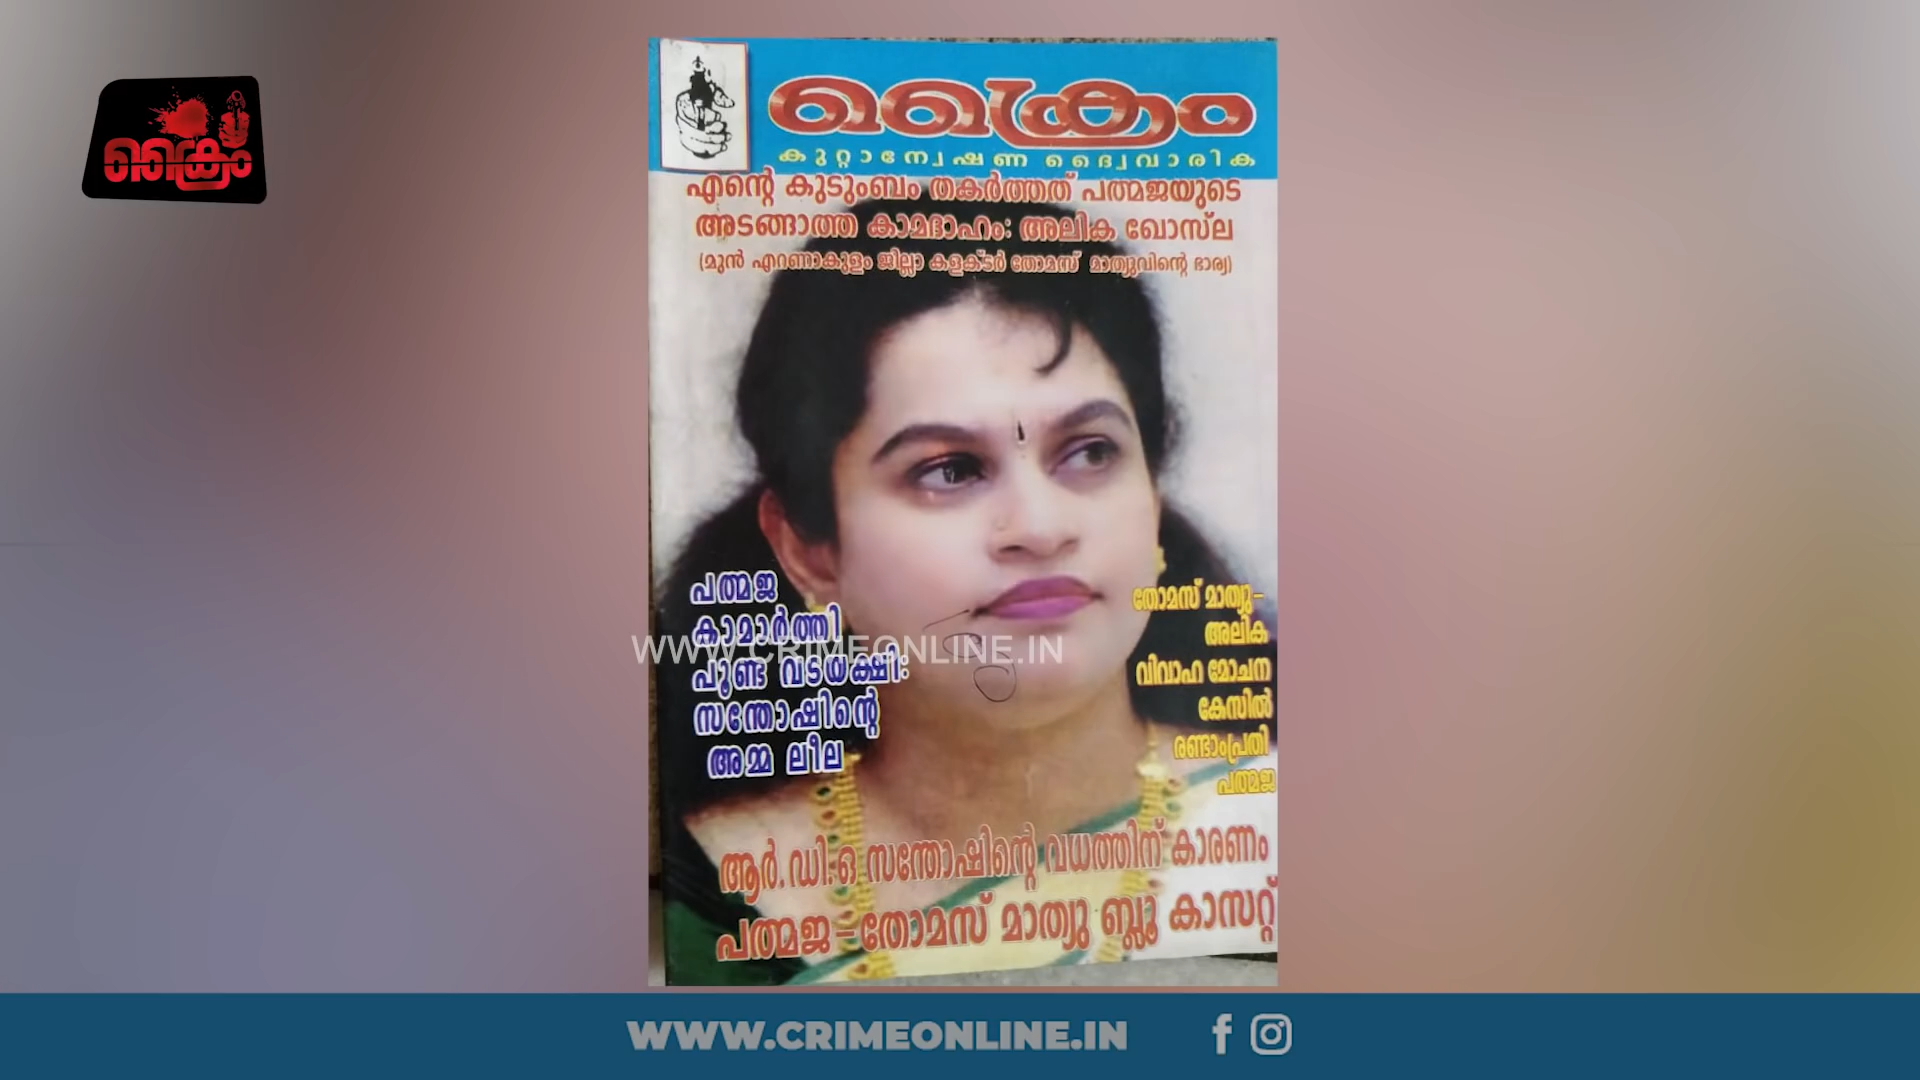 ക്രൈം
ക്രൈം
കുറ്റാന്വേഷണ ദ്വൈവാരിക
എന്റെ കുടുംബം തകർത്തത് പത്മജയുടെ
അടങ്ങാത്ത കാമദാഹം: അലിക ഖോസ്‌ല
(മുൻ എറണാകുളം ജില്ലാ കളക്ടർ തോമസ് മാത്യുവിന്റെ ഭാര്യ)
പത്മജ
കാമാർത്തി
പൂണ്ട വടയക്ഷി:
സന്തോഷിന്റെ
അമ്മ ലീല
തോമസ് മാത്യു-
അലിക
വിവാഹ മോചന
കേസിൽ
രണ്ടാംപ്രതി
പത്മജ
WWW.CRIMEONLINE.IN
ആർ.ഡി.ഒ സന്തോഷിന്റെ വധത്തിന് കാരണം
പത്മജ-തോമസ് മാത്യു ബ്ലൂ കാസറ്റ്
WWW.CRIMEONLINE.IN